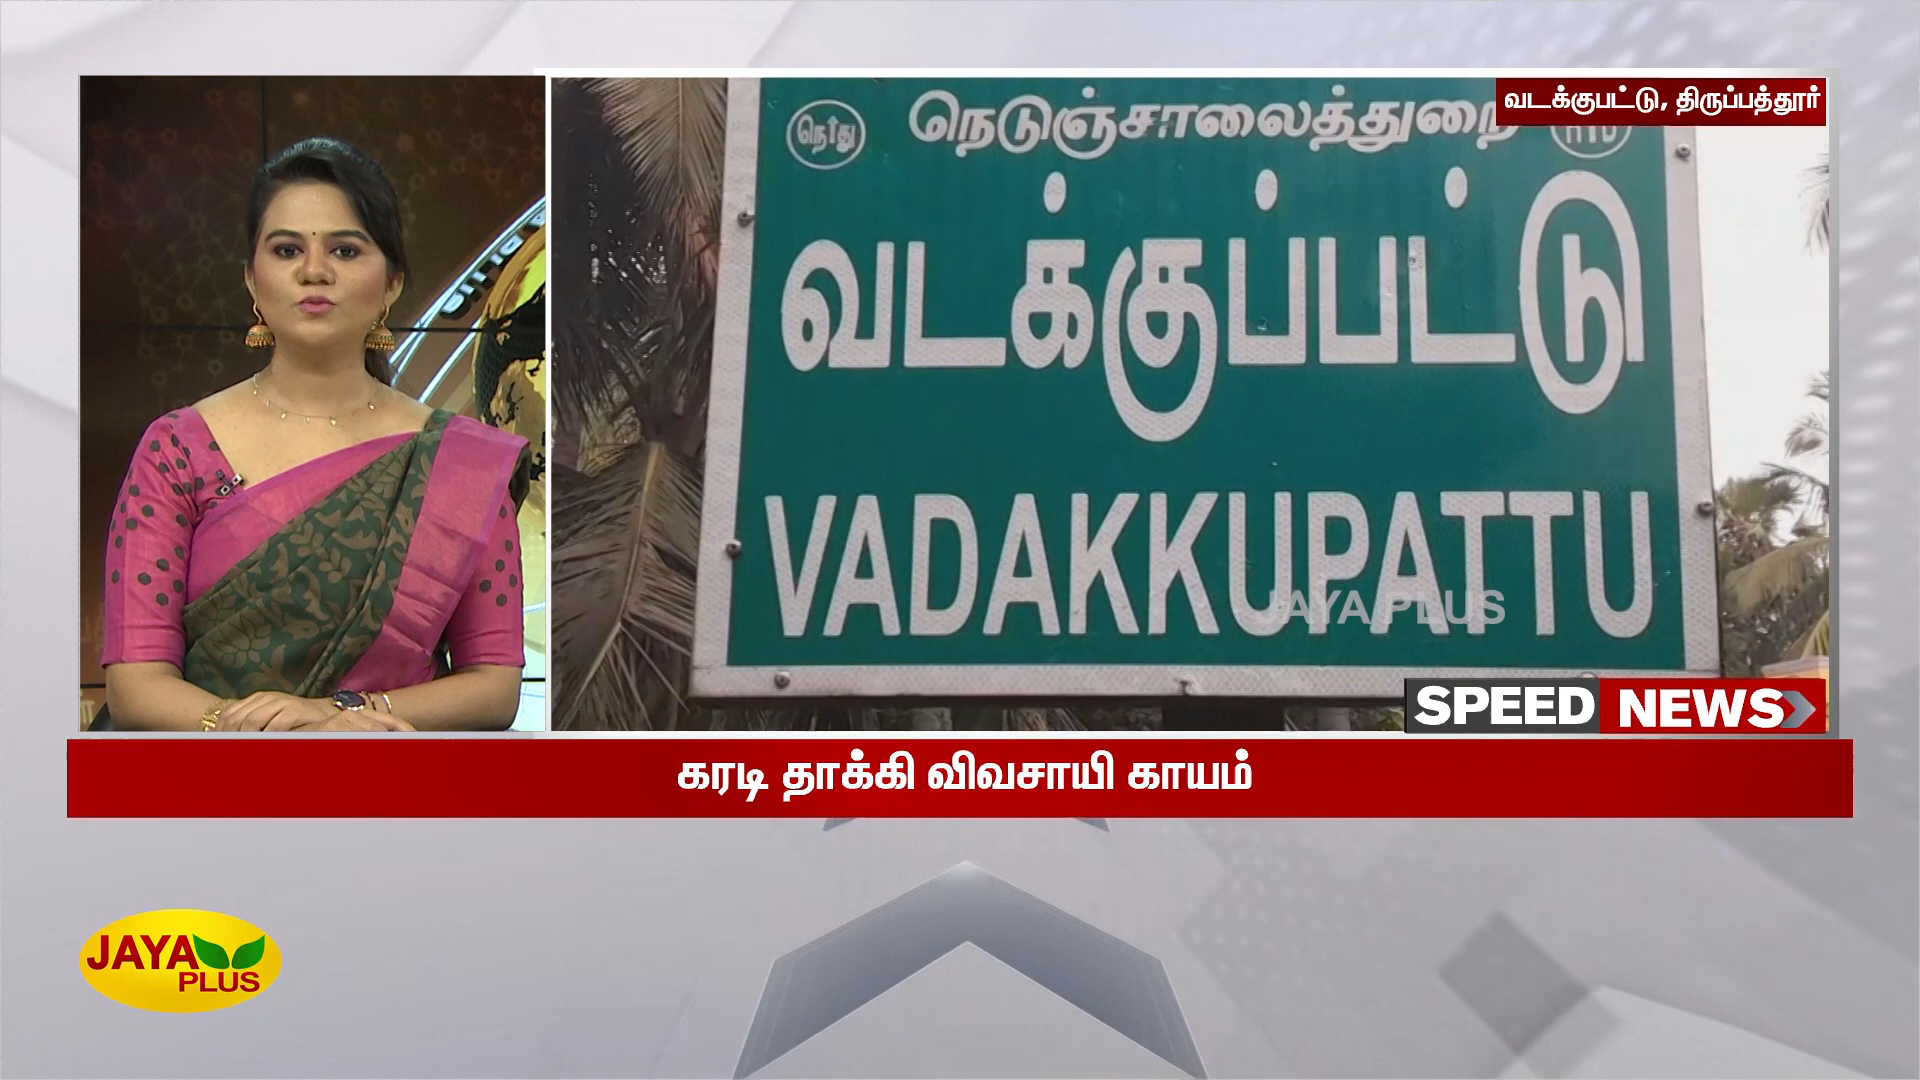 வடக்குபட்டு, திருப்பத்தூர்
நெடுஞ்சாலைத்துறை
வடக்குப்பட்டு
VADAKKUPATTU
JAYA PLUS
SPEED NEWS
கரடி தாக்கி விவசாயி காயம்
JAYA
PLUS